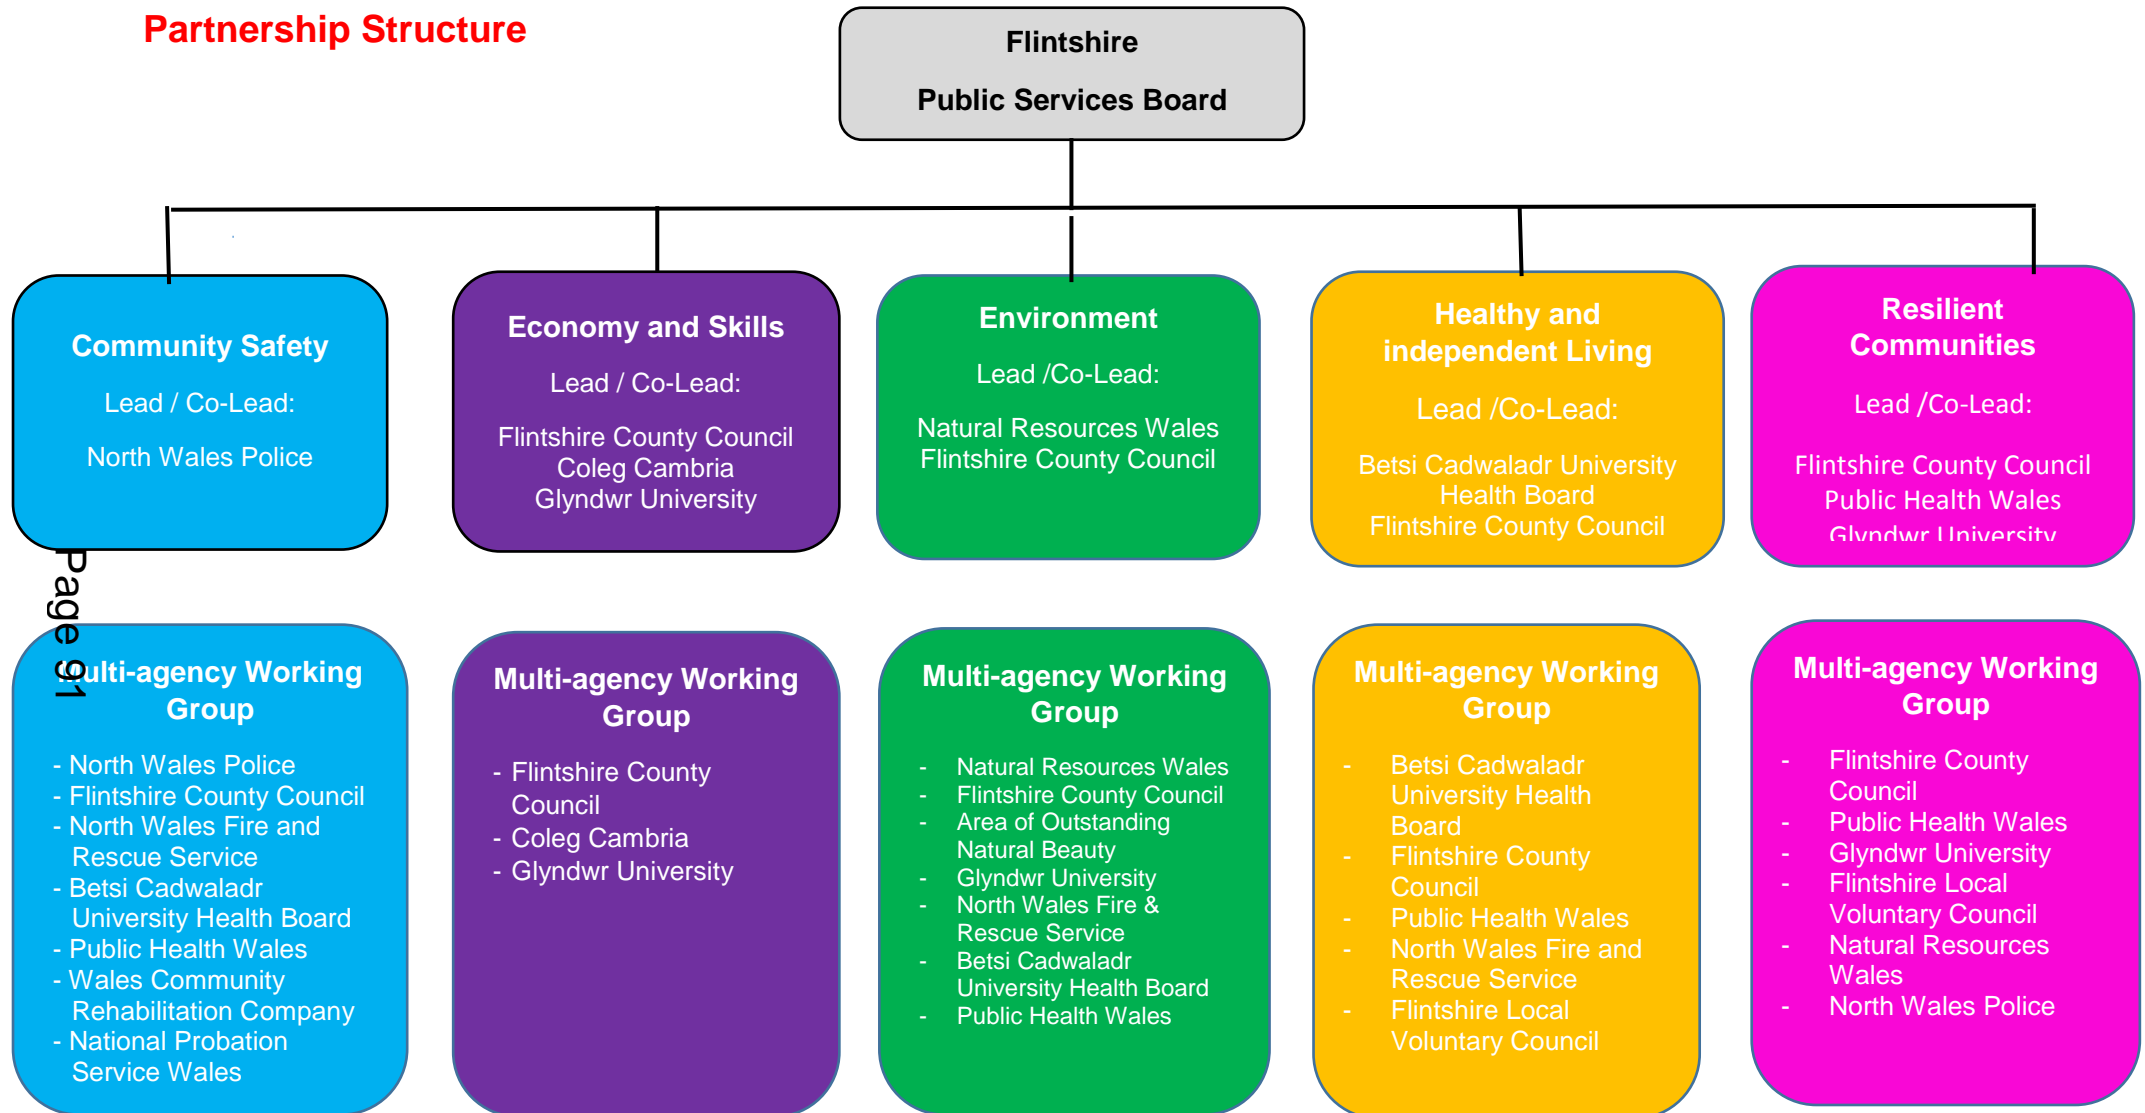 Partnership Structure
Flintshire
Public Services Board
Community Safety
Lead / Co-Lead:
North Wales Police
Economy and Skills
Lead / Co-Lead:
Flintshire County Council
Coleg Cambria
Glyndwr University
Environment
Lead /Co-Lead:
Natural Resources Wales
Flintshire County Council
Healthy and
independent Living
Lead /Co-Lead:
Betsi Cadwaladr University
Health Board
Flintshire County Council
Resilient
Communities
Lead /Co-Lead:
Flintshire County Council
Public Health Wales
Glyndwr University
Page 91
Multi-agency Working
Group
- North Wales Police
- Flintshire County Council
- North Wales Fire and
Rescue Service
- Betsi Cadwaladr
University Health Board
- Public Health Wales
- Wales Community
Rehabilitation Company
- National Probation
Service Wales
Multi-agency Working
Group
- Flintshire County
Council
- Coleg Cambria
- Glyndwr University
Multi-agency Working
Group
- Natural Resources Wales
- Flintshire County Council
- Area of Outstanding
Natural Beauty
- Glyndwr University
- North Wales Fire &
Rescue Service
- Betsi Cadwaladr
University Health Board
- Public Health Wales
Multi-agency Working
Group
- Betsi Cadwaladr
University Health
Board
- Flintshire County
Council
- Public Health Wales
- North Wales Fire and
Rescue Service
- Flintshire Local
Voluntary Council
Multi-agency Working
Group
- Flintshire County
Council
- Public Health Wales
- Glyndwr University
- Flintshire Local
Voluntary Council
- Natural Resources
Wales
- North Wales Police